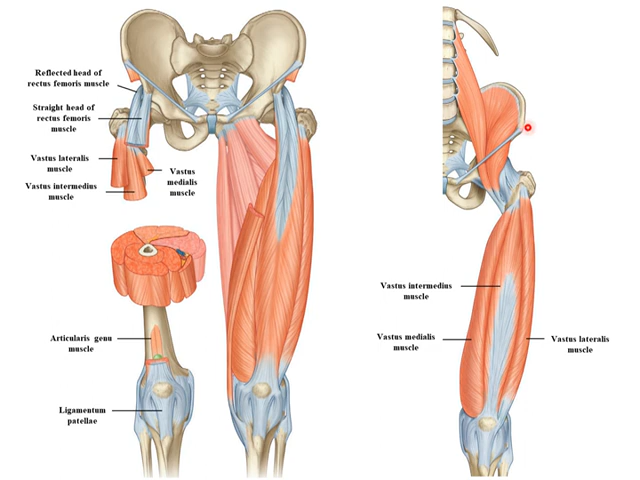 Reflected head of
rectus femoris muscle
Straight head of
rectus femoris
muscle
Vastus lateralis
muscle
Vastus intermedius
muscle
Vastus
medialis
muscle
Articularis genu
muscle
Ligamentum
patellae
Vastus intermedius
muscle
Vastus medialis
muscle
Vastus lateralis
muscle